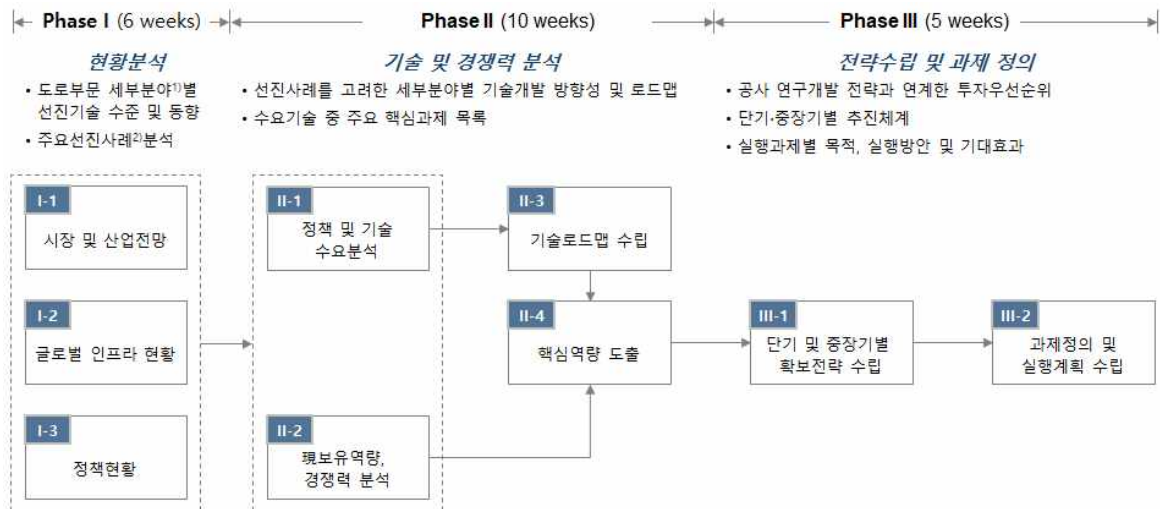 Phase I (6 weeks)
Phase II (10 weeks)
Phase III (5 weeks)
현황분석
• 도로부문 세부분야1)별
선진기술 수준 및 동향
• 주요선진사례2)분석
기술 및 경쟁력 분석
• 선진사례를 고려한 세부분야별 기술개발 방향성 및 로드맵
• 수요기술 중 주요 핵심과제 목록
전략수립 및 과제 정의
• 공사 연구개발 전략과 연계한 투자우선순위
• 단기·중장기별 추진체계
• 실행과제별 목적, 실행방안 및 기대효과
I-1
시장 및 산업전망
I-2
글로벌 인프라 현황
I-3
정책현황
II-1
정책 및 기술
수요분석
II-2
現보유역량,
경쟁력 분석
II-3
기술로드맵 수립
II-4
핵심역량 도출
III-1
단기 및 중장기별
확보전략 수립
III-2
과제정의 및
실행계획 수립